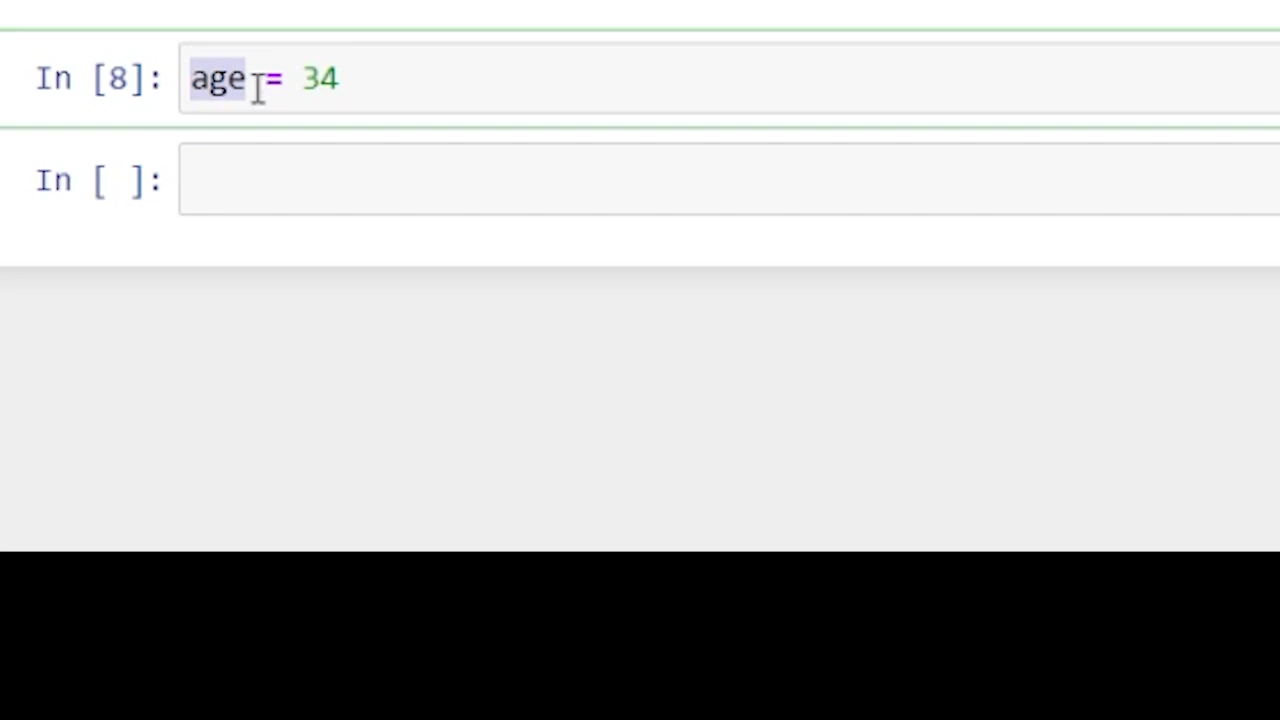 In [8]: age = 34
In [ ]: